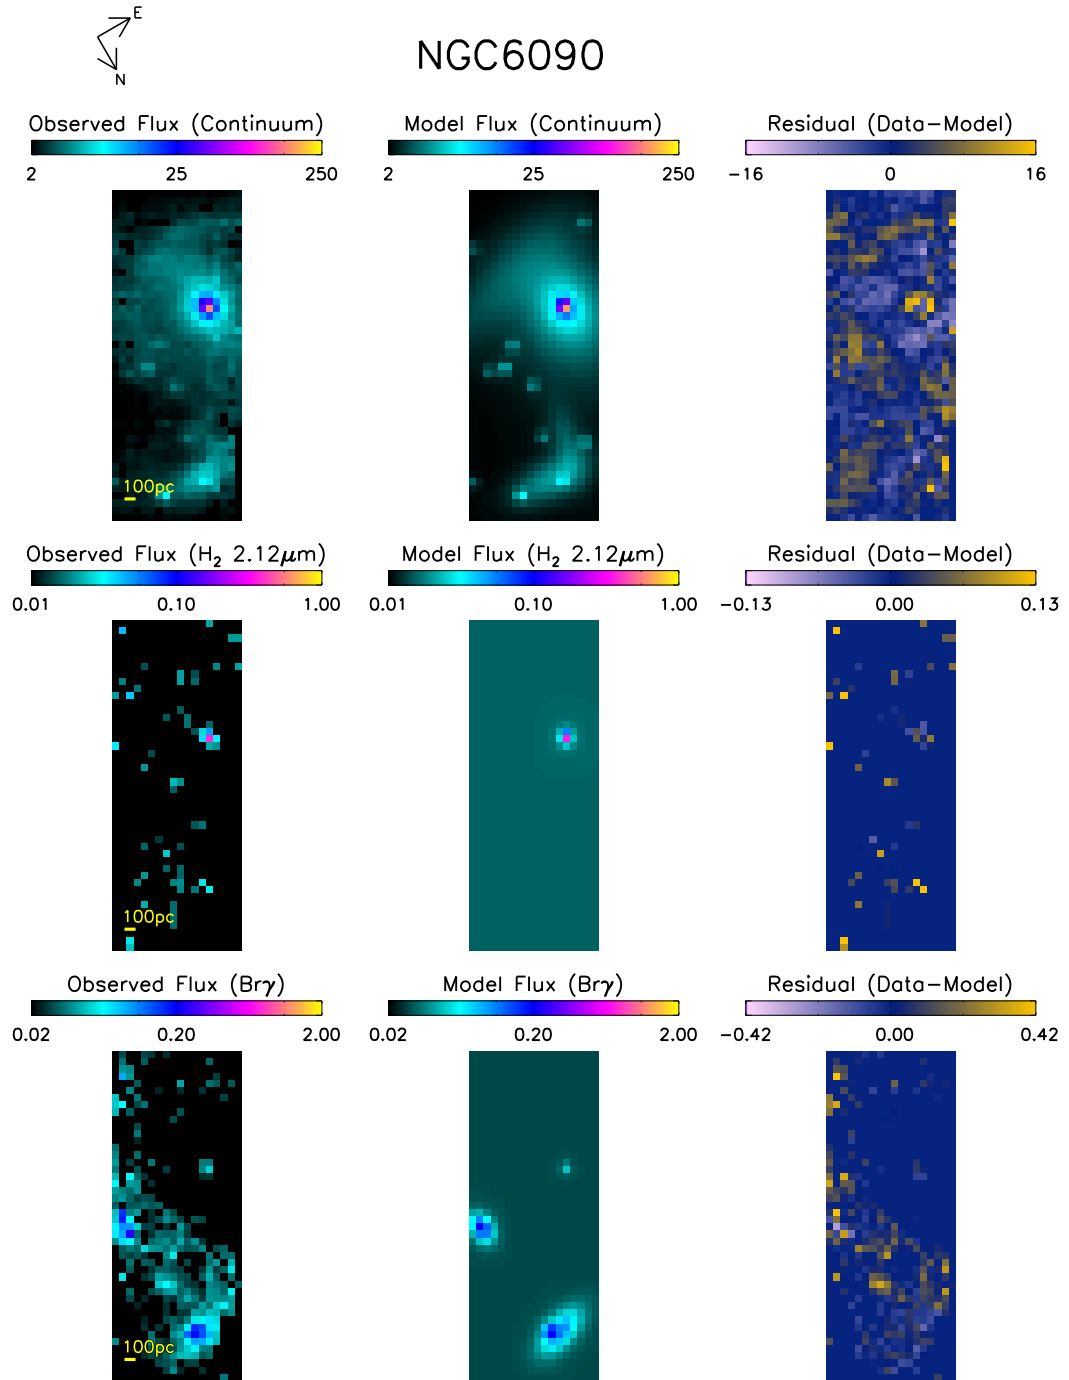 E
N
NGC6090
Observed Flux (Continuum) Model Flux (Continuum) Residual (Data-Model)
2 25 250 2 25 250 -16 0 16
100pc
Observed Flux (H₂ 2.12μm) Model Flux (H₂ 2.12μm) Residual (Data-Model)
0.01 0.10 1.00 0.01 0.10 1.00 -0.13 0.00 0.13
100pc
Observed Flux (Brγ) Model Flux (Brγ) Residual (Data-Model)
0.02 0.20 2.00 0.02 0.20 2.00 -0.42 0.00 0.42
100pc